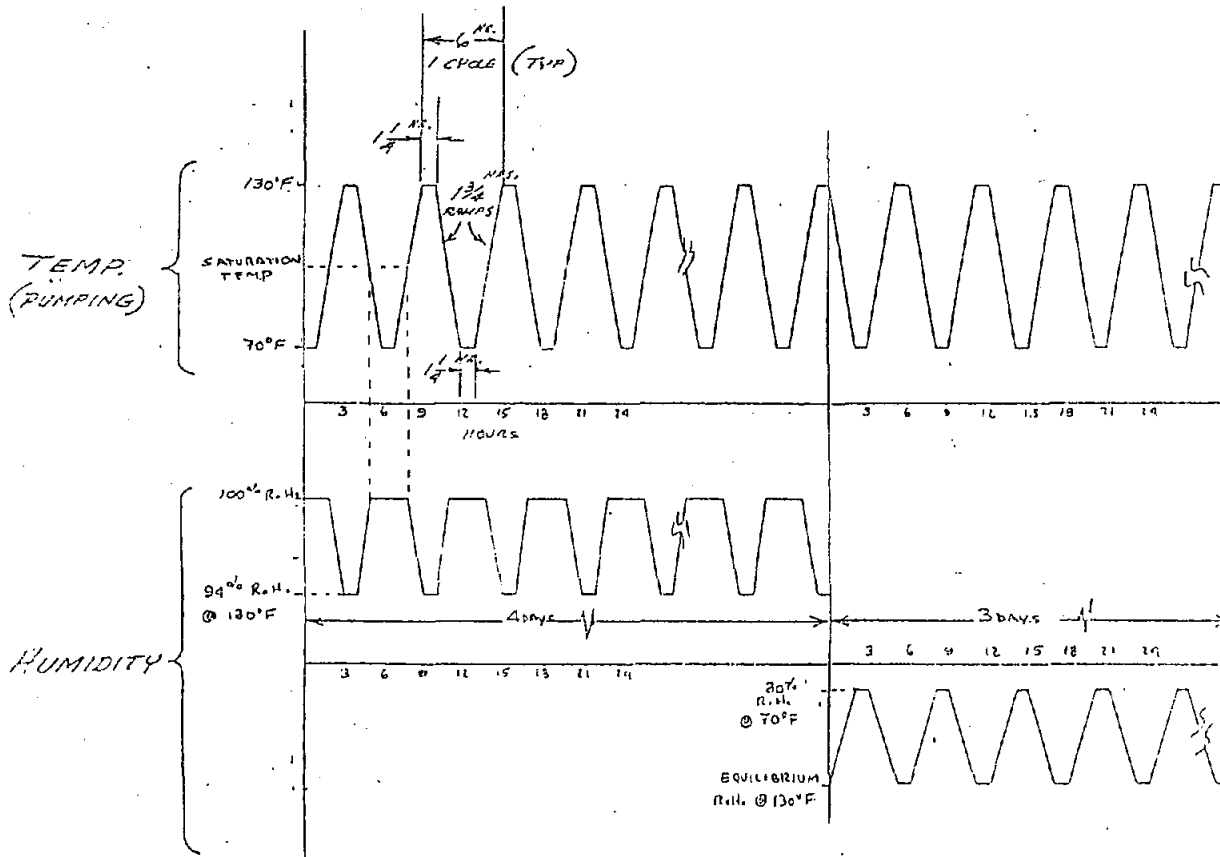 6 HRS.
1 CYCLE (TYP)
1 1/4 HR.
130°F
1 3/4 HRS.
RAMPS
TEMP.
(PUMPING)
SATURATION
TEMP
70°F
1 1/4 HR.
3 6 9 12 15 18 21 24
HOURS
3 6 9 12 15 18 21 24
100% R.H.
94% R.H.
@ 130°F
4 DAYS
3 DAYS
HUMIDITY
3 6 9 12 15 18 21 24
3 6 9 12 15 18 21 24
R.H.
@ 70°F
EQUILIBRIUM
R.H. @ 130°F